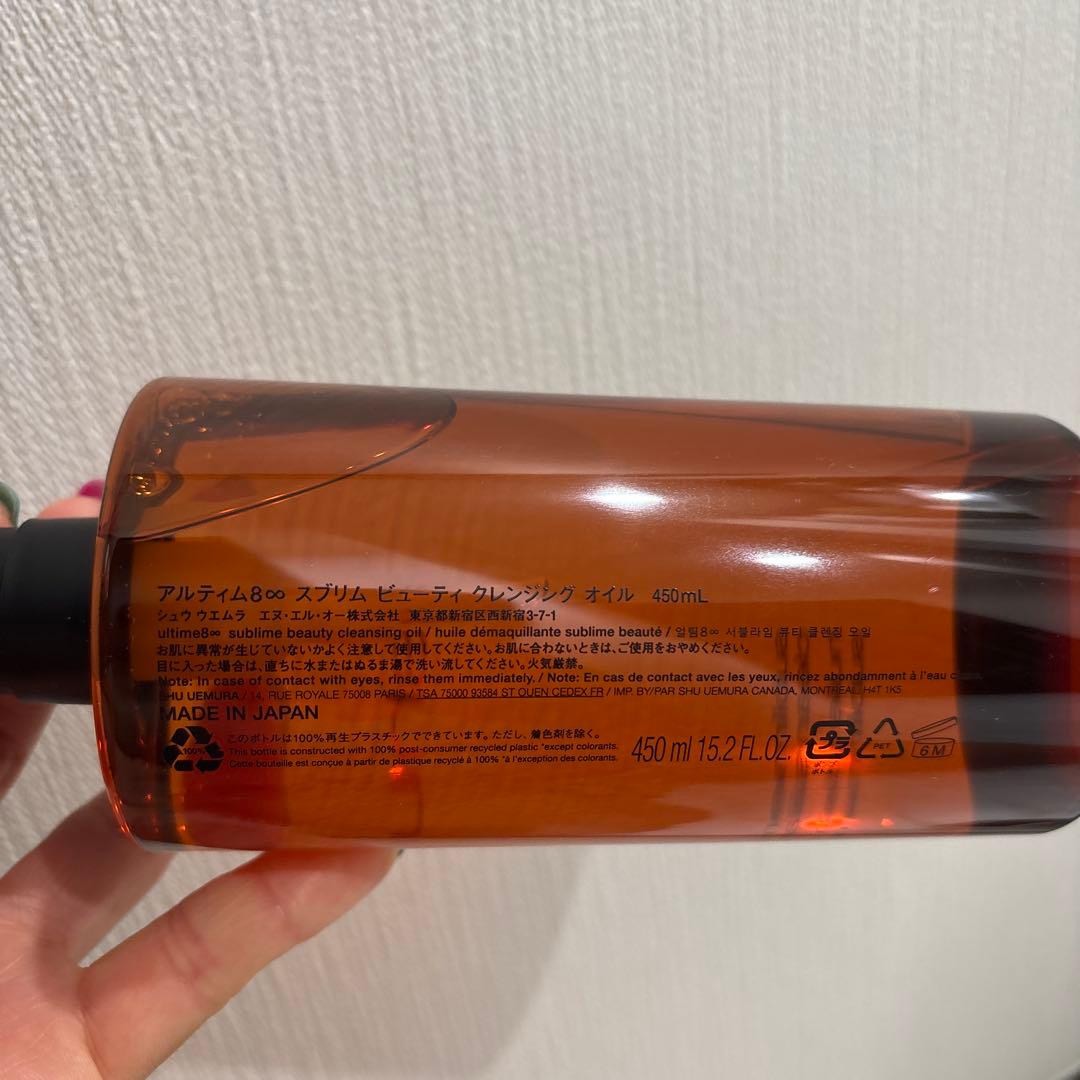 アルティム8∞ スブリム ビューティ クレンジング オイル 450mL
シュウ ウエムラ エヌ・エル・オー株式会社 東京都新宿区西新宿3-7-1
ultime8∞ sublime beauty cleansing oil / huile démaquillante sublime beauté / 얼팀8∞ 서블라임 뷰티 클렌징 오일
お肌に異常が生じていないかよく注意して使用してください。お肌に合わないときは、ご使用をおやめください。
目に入った場合は、直ちに水またはぬるま湯で洗い流してください。火気厳禁。
Note: In case of contact with eyes, rinse them immediately. / Note: En cas de contact avec les yeux, rincez abondamment à l'eau
SHU UEMURA / 14, RUE ROYALE 75008 PARIS / TSA 75000 93584 ST OUEN CEDEX FR / IMP. BY/PAR SHU UEMURA CANADA, MONTREAL, H4T 1K5
MADE IN JAPAN
このボトルは100%再生プラスチックでできています。ただし、着色剤を除く。
This bottle is constructed with 100% post-consumer recycled plastic *except colorants.
Cette bouteille est conçue à partir de plastique recyclé à 100% *à l'exception des colorants.
100%
450 ml 15.2 FL.OZ.
プラ
ポンプ
ボトル
PET
6M